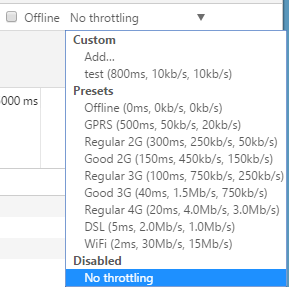 Offline No throttling
Custom
Add...
000 ms
test (800ms, 10kb/s, 10kb/s)
Presets
Offline (0ms, 0kb/s, 0kb/s)
GPRS (500ms, 50kb/s, 20kb/s)
Regular 2G (300ms, 250kb/s, 50kb/s)
Good 2G (150ms, 450kb/s, 150kb/s)
Regular 3G (100ms, 750kb/s, 250kb/s)
Good 3G (40ms, 1.5Mb/s, 750kb/s)
Regular 4G (20ms, 4.0Mb/s, 3.0Mb/s)
DSL (5ms, 2.0Mb/s, 1.0Mb/s)
WiFi (2ms, 30Mb/s, 15Mb/s)
Disabled
No throttling